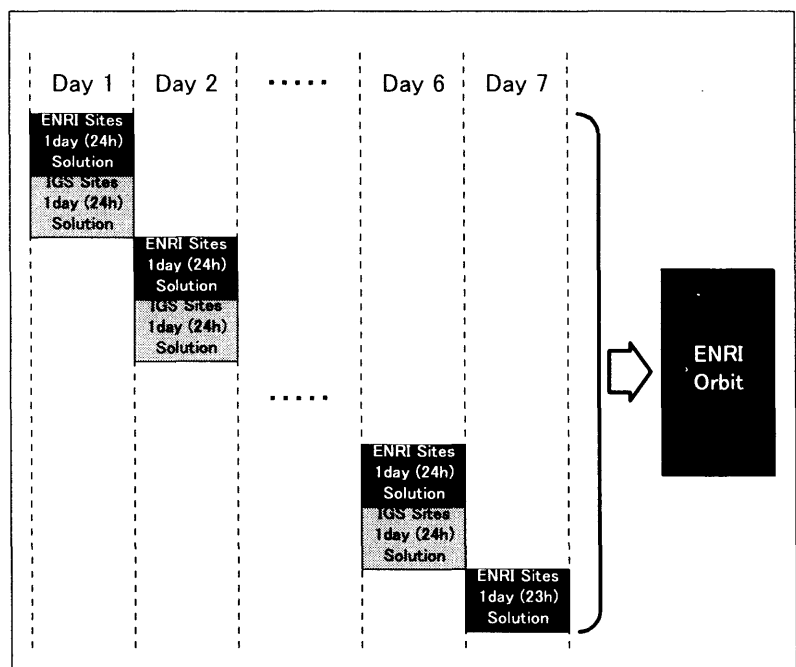 Day 1 Day 2 ..... Day 6 Day 7
ENRI Sites
1day (24h)
Solution
IGS Sites
1day (24h)
Solution
ENRI Sites
1day (24h)
Solution
IGS Sites
1day (24h)
Solution
.....
ENRI Sites
1day (24h)
Solution
IGS Sites
1day (24h)
Solution
ENRI Sites
1day (23h)
Solution
ENRI
Orbit